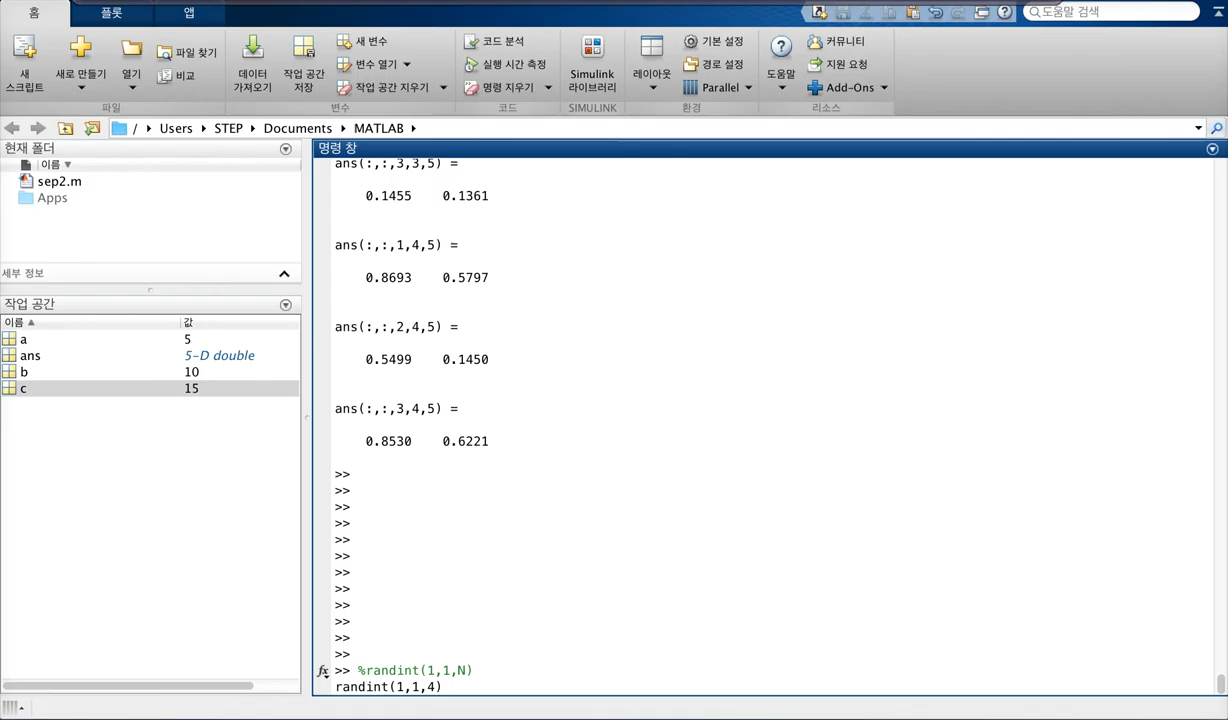 홈 플롯 앱 도움말 검색
새 스크립트 새로 만들기 열기 파일 찾기 비교
데이터 가져오기 작업 공간 저장 새 변수 변수 열기 작업 공간 지우기
코드 분석 실행 시간 측정 명령 지우기
Simulink 라이브러리
레이아웃 기본 설정 경로 설정 Parallel
도움말 커뮤니티 지원 요청 Add-Ons
파일 변수 코드 SIMULINK 환경 리소스
/ Users STEP Documents MATLAB
현재 폴더
이름
sep2.m
Apps
세부 정보
작업 공간
이름 값
a 5
ans 5-D double
b 10
c 15
명령 창
ans(:,:,3,3,5) =
0.1455 0.1361
ans(:,:,1,4,5) =
0.8693 0.5797
ans(:,:,2,4,5) =
0.5499 0.1450
ans(:,:,3,4,5) =
0.8530 0.6221
>>
>>
>>
>>
>>
>>
>>
>>
>>
>>
>>
>>
fx >> %randint(1,1,N)
randint(1,1,4)